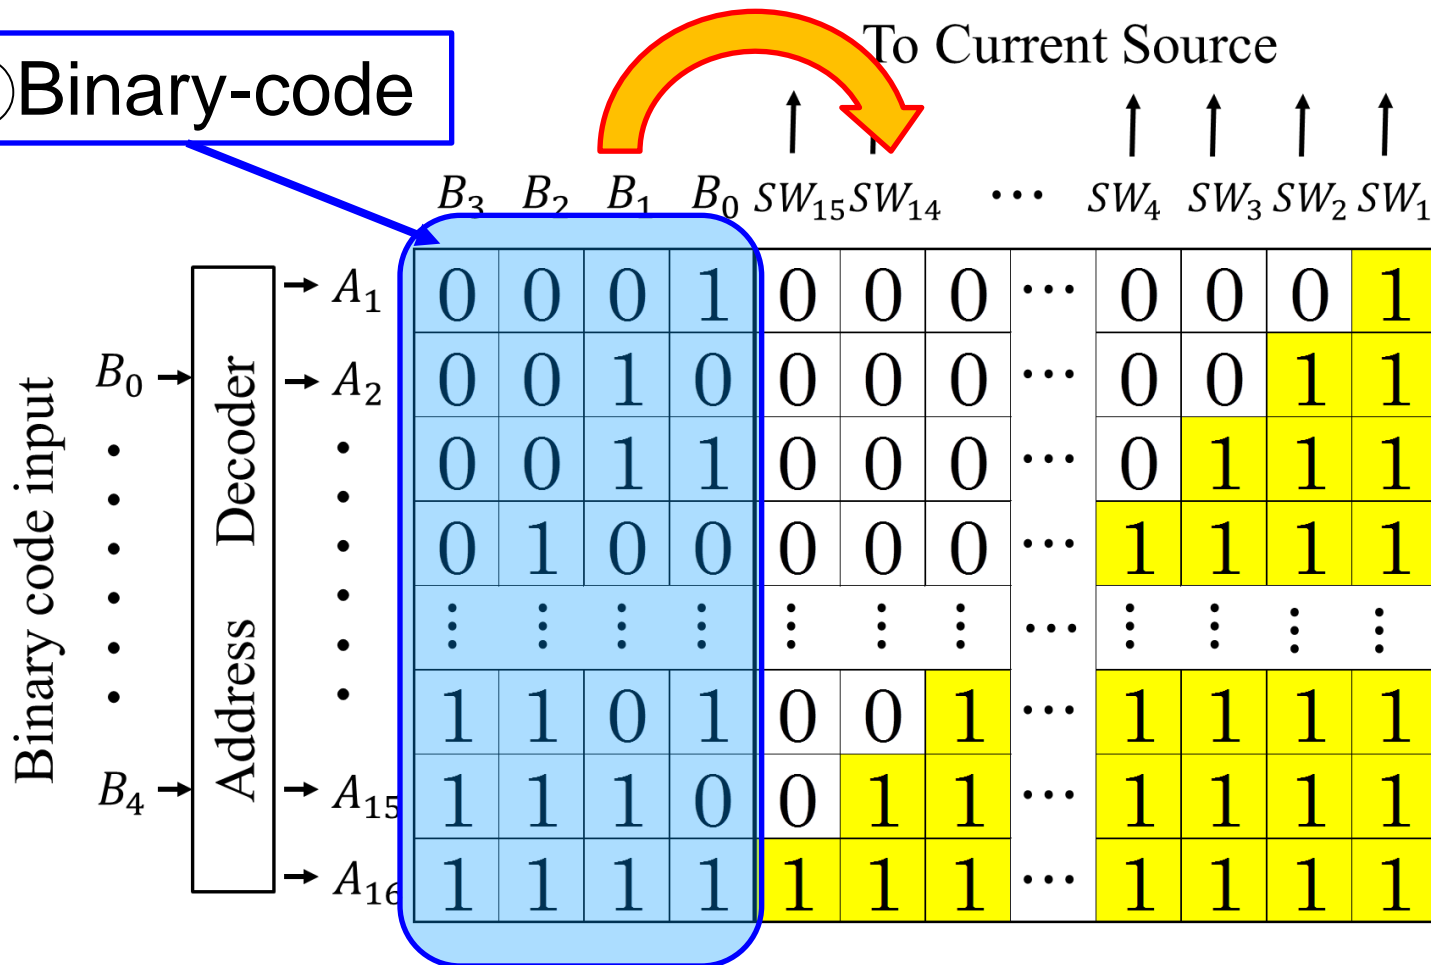 Binary-code
To Current Source
B₃ B₂ B₁ B₀ SW₁₅ SW₁₄ ⋯ SW₄ SW₃ SW₂ SW₁
A₁ 0 0 0 1 0 0 0 ⋯ 0 0 0 1
B₀ A₂ 0 0 1 0 0 0 0 ⋯ 0 0 1 1
0 0 1 1 0 0 0 ⋯ 0 1 1 1
0 1 0 0 0 0 0 ⋯ 1 1 1 1
⋮ ⋮ ⋮ ⋮ ⋮ ⋮ ⋮ ⋯ ⋮ ⋮ ⋮ ⋮
1 1 0 1 0 0 1 ⋯ 1 1 1 1
B₄ A₁₅ 1 1 1 0 0 1 1 ⋯ 1 1 1 1
A₁₆ 1 1 1 1 1 1 1 ⋯ 1 1 1 1
Binary code input
Address Decoder